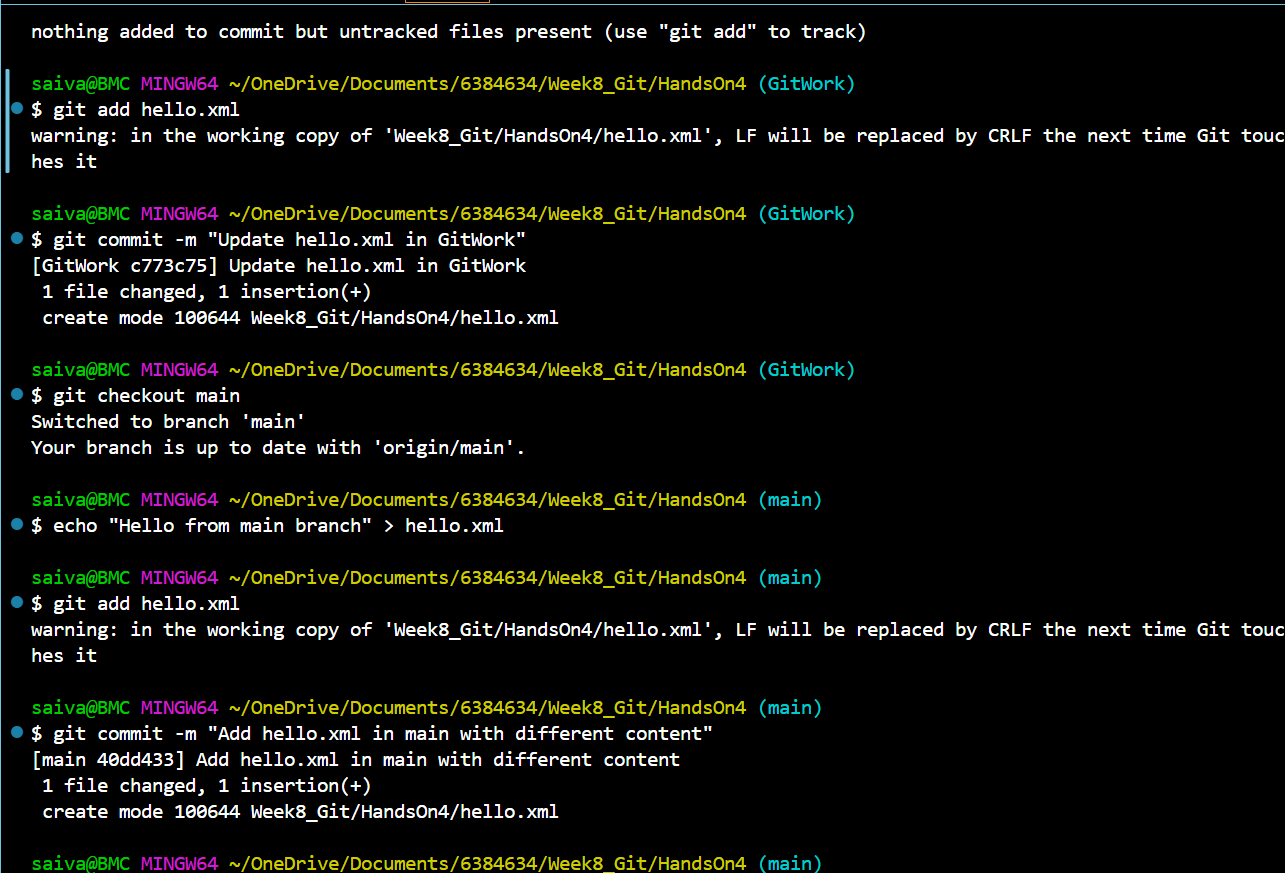 nothing added to commit but untracked files present (use "git add" to track)
saiva@BMC MINGW64 ~/OneDrive/Documents/6384634/Week8_Git/HandsOn4 (GitWork)
$ git add hello.xml
warning: in the working copy of 'Week8_Git/HandsOn4/hello.xml', LF will be replaced by CRLF the next time Git touc
hes it
saiva@BMC MINGW64 ~/OneDrive/Documents/6384634/Week8_Git/HandsOn4 (GitWork)
$ git commit -m "Update hello.xml in GitWork"
[GitWork c773c75] Update hello.xml in GitWork
1 file changed, 1 insertion(+)
create mode 100644 Week8_Git/HandsOn4/hello.xml
saiva@BMC MINGW64 ~/OneDrive/Documents/6384634/Week8_Git/HandsOn4 (GitWork)
$ git checkout main
Switched to branch 'main'
Your branch is up to date with 'origin/main'.
saiva@BMC MINGW64 ~/OneDrive/Documents/6384634/Week8_Git/HandsOn4 (main)
$ echo "Hello from main branch" > hello.xml
saiva@BMC MINGW64 ~/OneDrive/Documents/6384634/Week8_Git/HandsOn4 (main)
$ git add hello.xml
warning: in the working copy of 'Week8_Git/HandsOn4/hello.xml', LF will be replaced by CRLF the next time Git touc
hes it
saiva@BMC MINGW64 ~/OneDrive/Documents/6384634/Week8_Git/HandsOn4 (main)
$ git commit -m "Add hello.xml in main with different content"
[main 40dd433] Add hello.xml in main with different content
1 file changed, 1 insertion(+)
create mode 100644 Week8_Git/HandsOn4/hello.xml
saiva@BMC MINGW64 ~/OneDrive/Documents/6384634/Week8_Git/HandsOn4 (main)